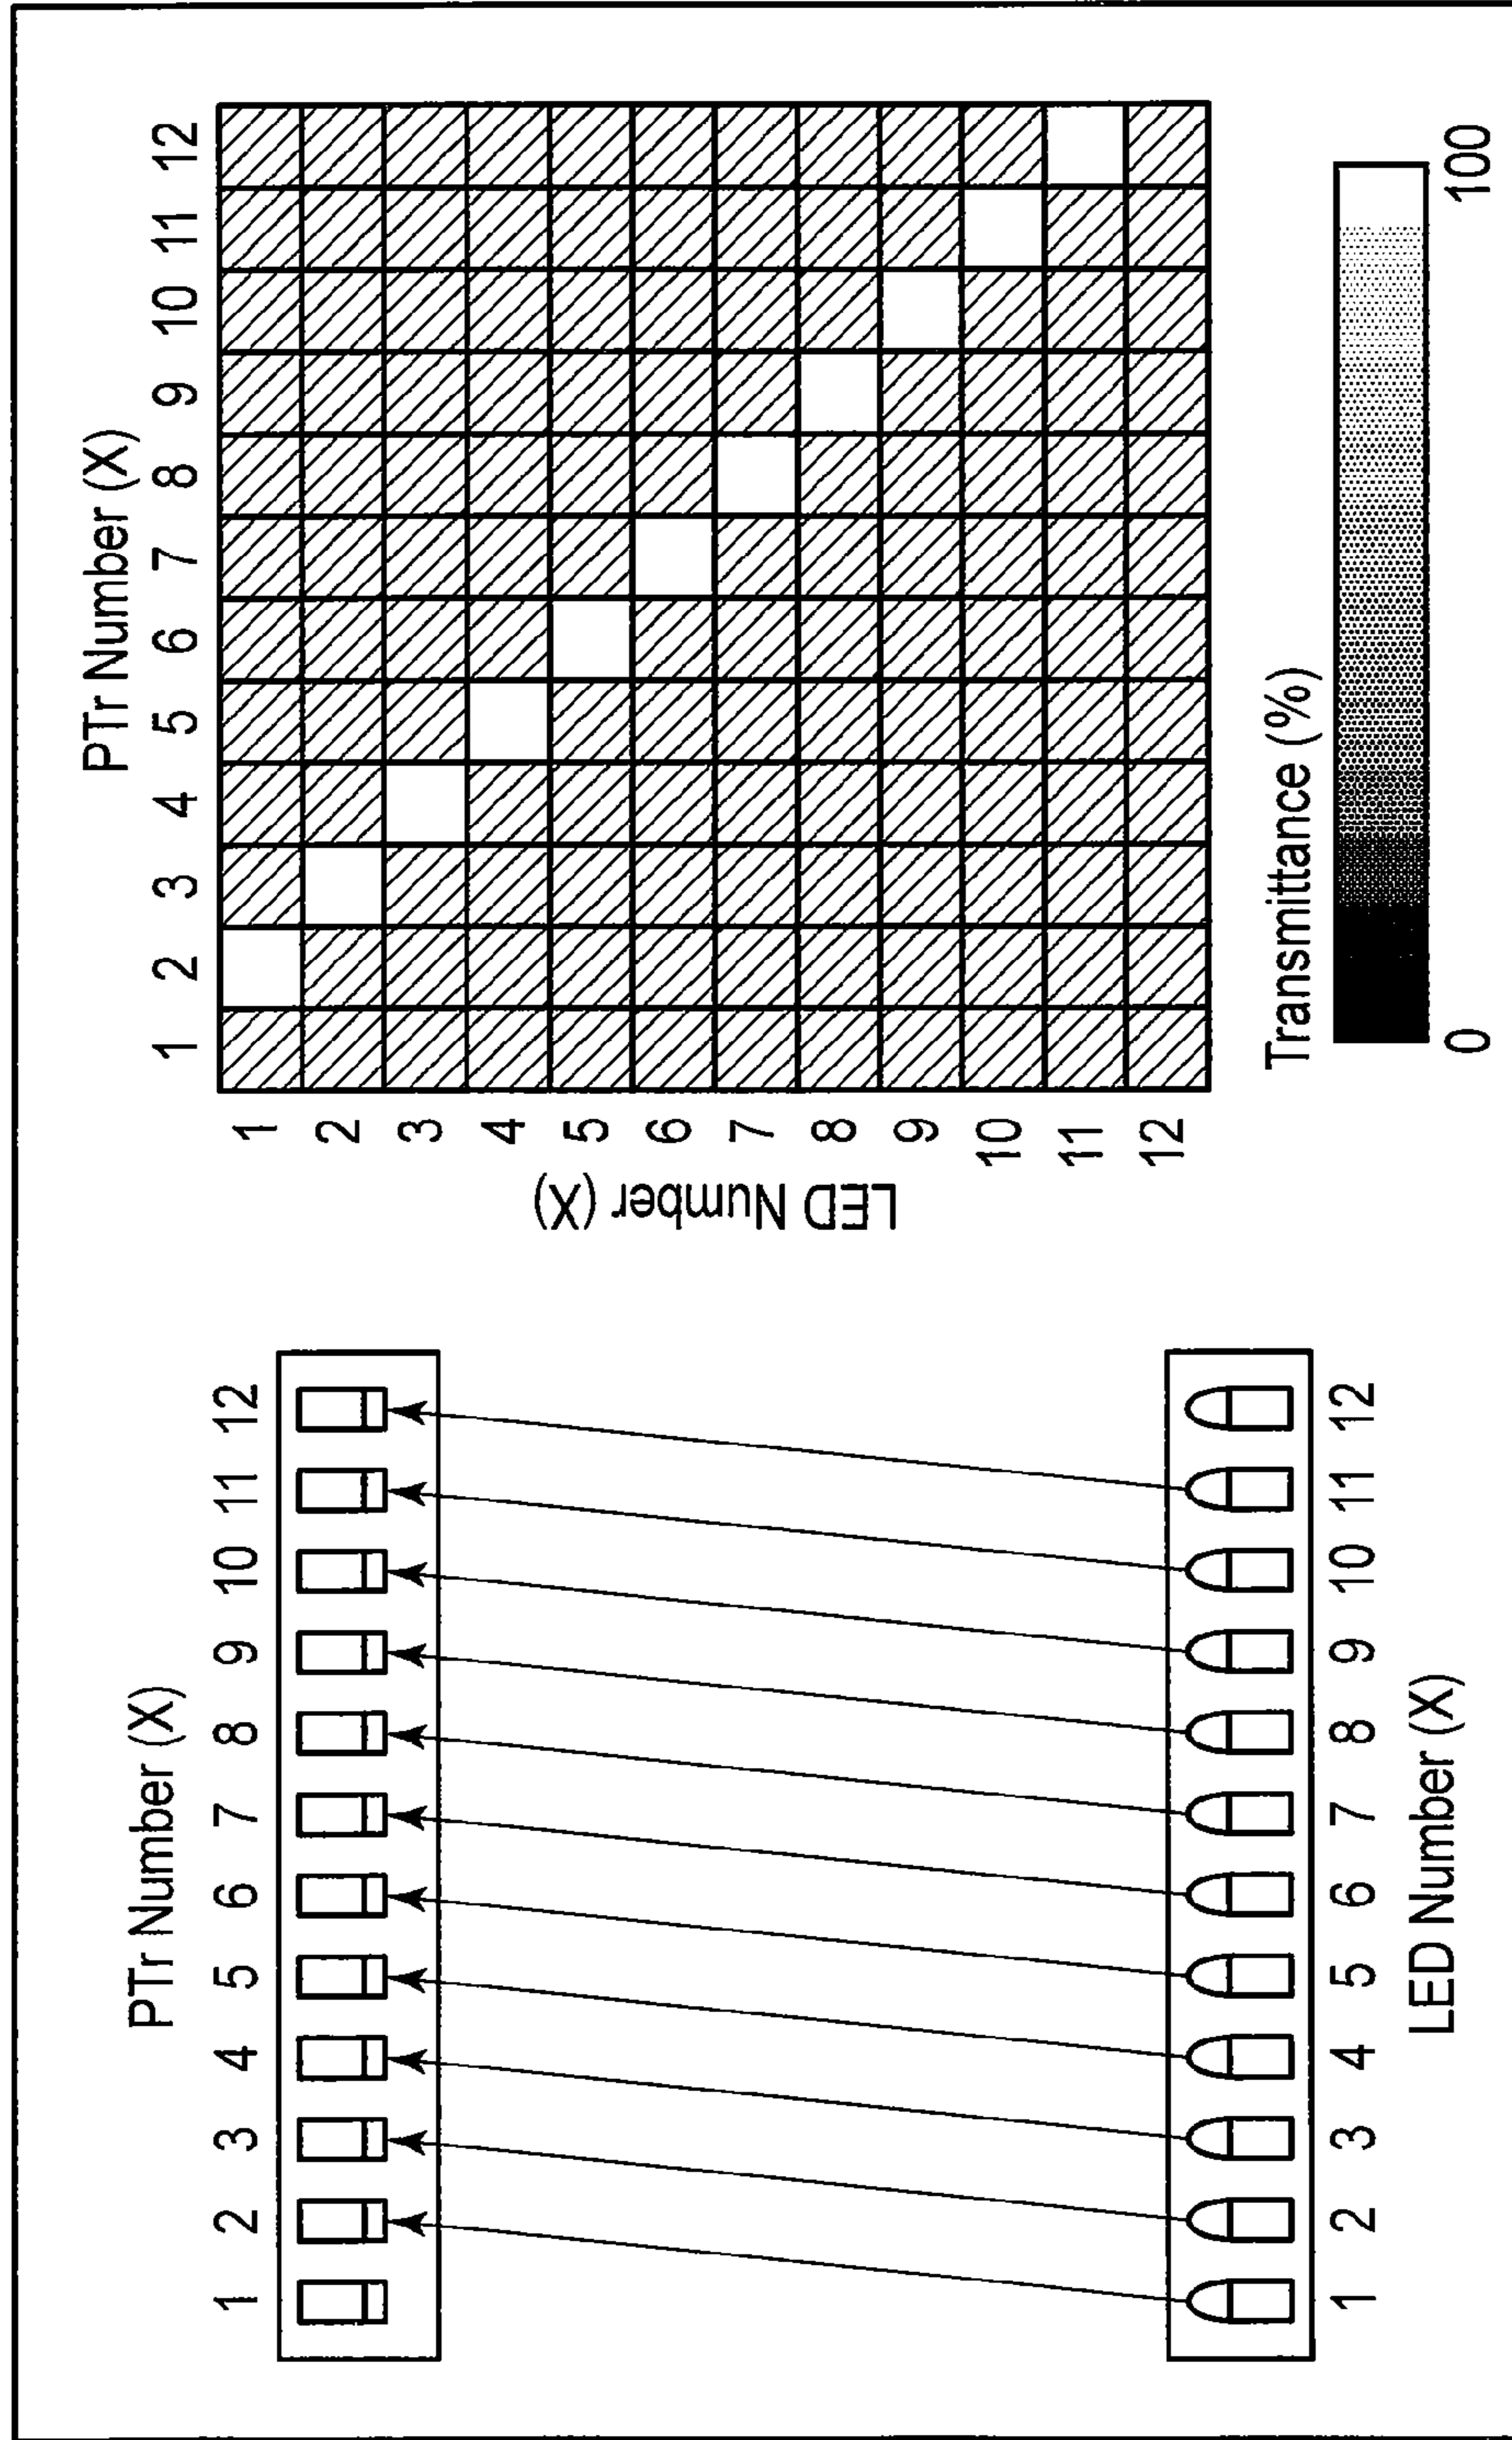 PTr Number (X)
1 2 3 4 5 6 7 8 9 10 11 12
1 2 3 4 5 6 7 8 9 10 11 12
LED Number (X)
PTr Number (X)
1 2 3 4 5 6 7 8 9 10 11 12
LED Number (X)
1
2
3
4
5
6
7
8
9
10
11
12
Transmittance (%)
0 100